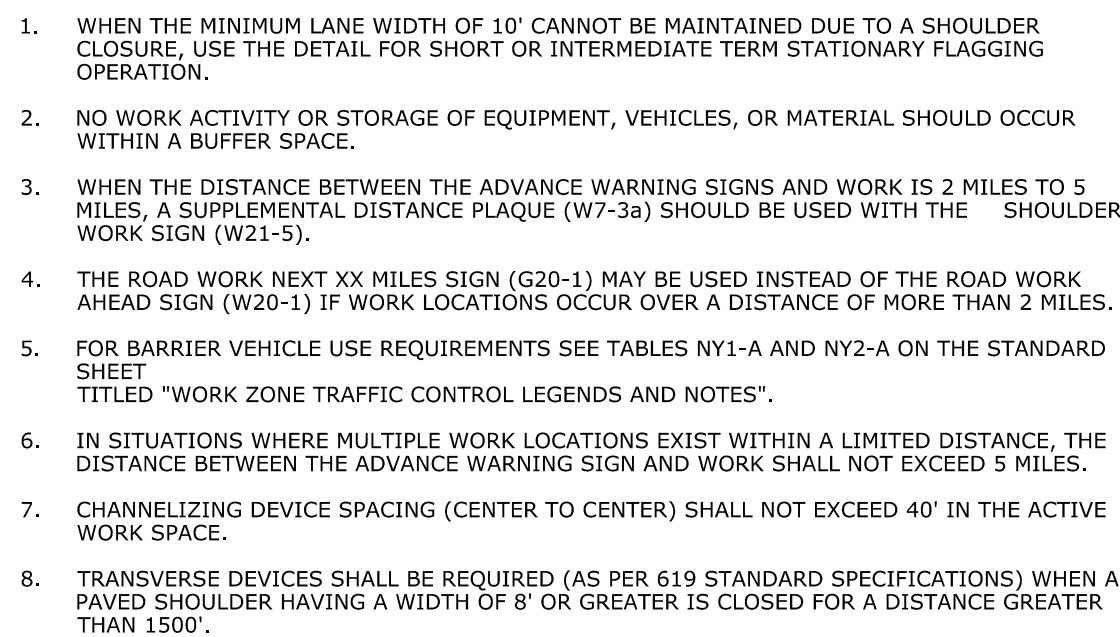 1. WHEN THE MINIMUM LANE WIDTH OF 10' CANNOT BE MAINTAINED DUE TO A SHOULDER
CLOSURE, USE THE DETAIL FOR SHORT OR INTERMEDIATE TERM STATIONARY FLAGGING
OPERATION.
2. NO WORK ACTIVITY OR STORAGE OF EQUIPMENT, VEHICLES, OR MATERIAL SHOULD OCCUR
WITHIN A BUFFER SPACE.
3. WHEN THE DISTANCE BETWEEN THE ADVANCE WARNING SIGNS AND WORK IS 2 MILES TO 5
MILES, A SUPPLEMENTAL DISTANCE PLAQUE (W7-3a) SHOULD BE USED WITH THE SHOULDER
WORK SIGN (W21-5).
4. THE ROAD WORK NEXT XX MILES SIGN (G20-1) MAY BE USED INSTEAD OF THE ROAD WORK
AHEAD SIGN (W20-1) IF WORK LOCATIONS OCCUR OVER A DISTANCE OF MORE THAN 2 MILES.
5. FOR BARRIER VEHICLE USE REQUIREMENTS SEE TABLES NY1-A AND NY2-A ON THE STANDARD
SHEET
TITLED "WORK ZONE TRAFFIC CONTROL LEGENDS AND NOTES".
6. IN SITUATIONS WHERE MULTIPLE WORK LOCATIONS EXIST WITHIN A LIMITED DISTANCE, THE
DISTANCE BETWEEN THE ADVANCE WARNING SIGN AND WORK SHALL NOT EXCEED 5 MILES.
7. CHANNELIZING DEVICE SPACING (CENTER TO CENTER) SHALL NOT EXCEED 40' IN THE ACTIVE
WORK SPACE.
8. TRANSVERSE DEVICES SHALL BE REQUIRED (AS PER 619 STANDARD SPECIFICATIONS) WHEN A
PAVED SHOULDER HAVING A WIDTH OF 8' OR GREATER IS CLOSED FOR A DISTANCE GREATER
THAN 1500'.